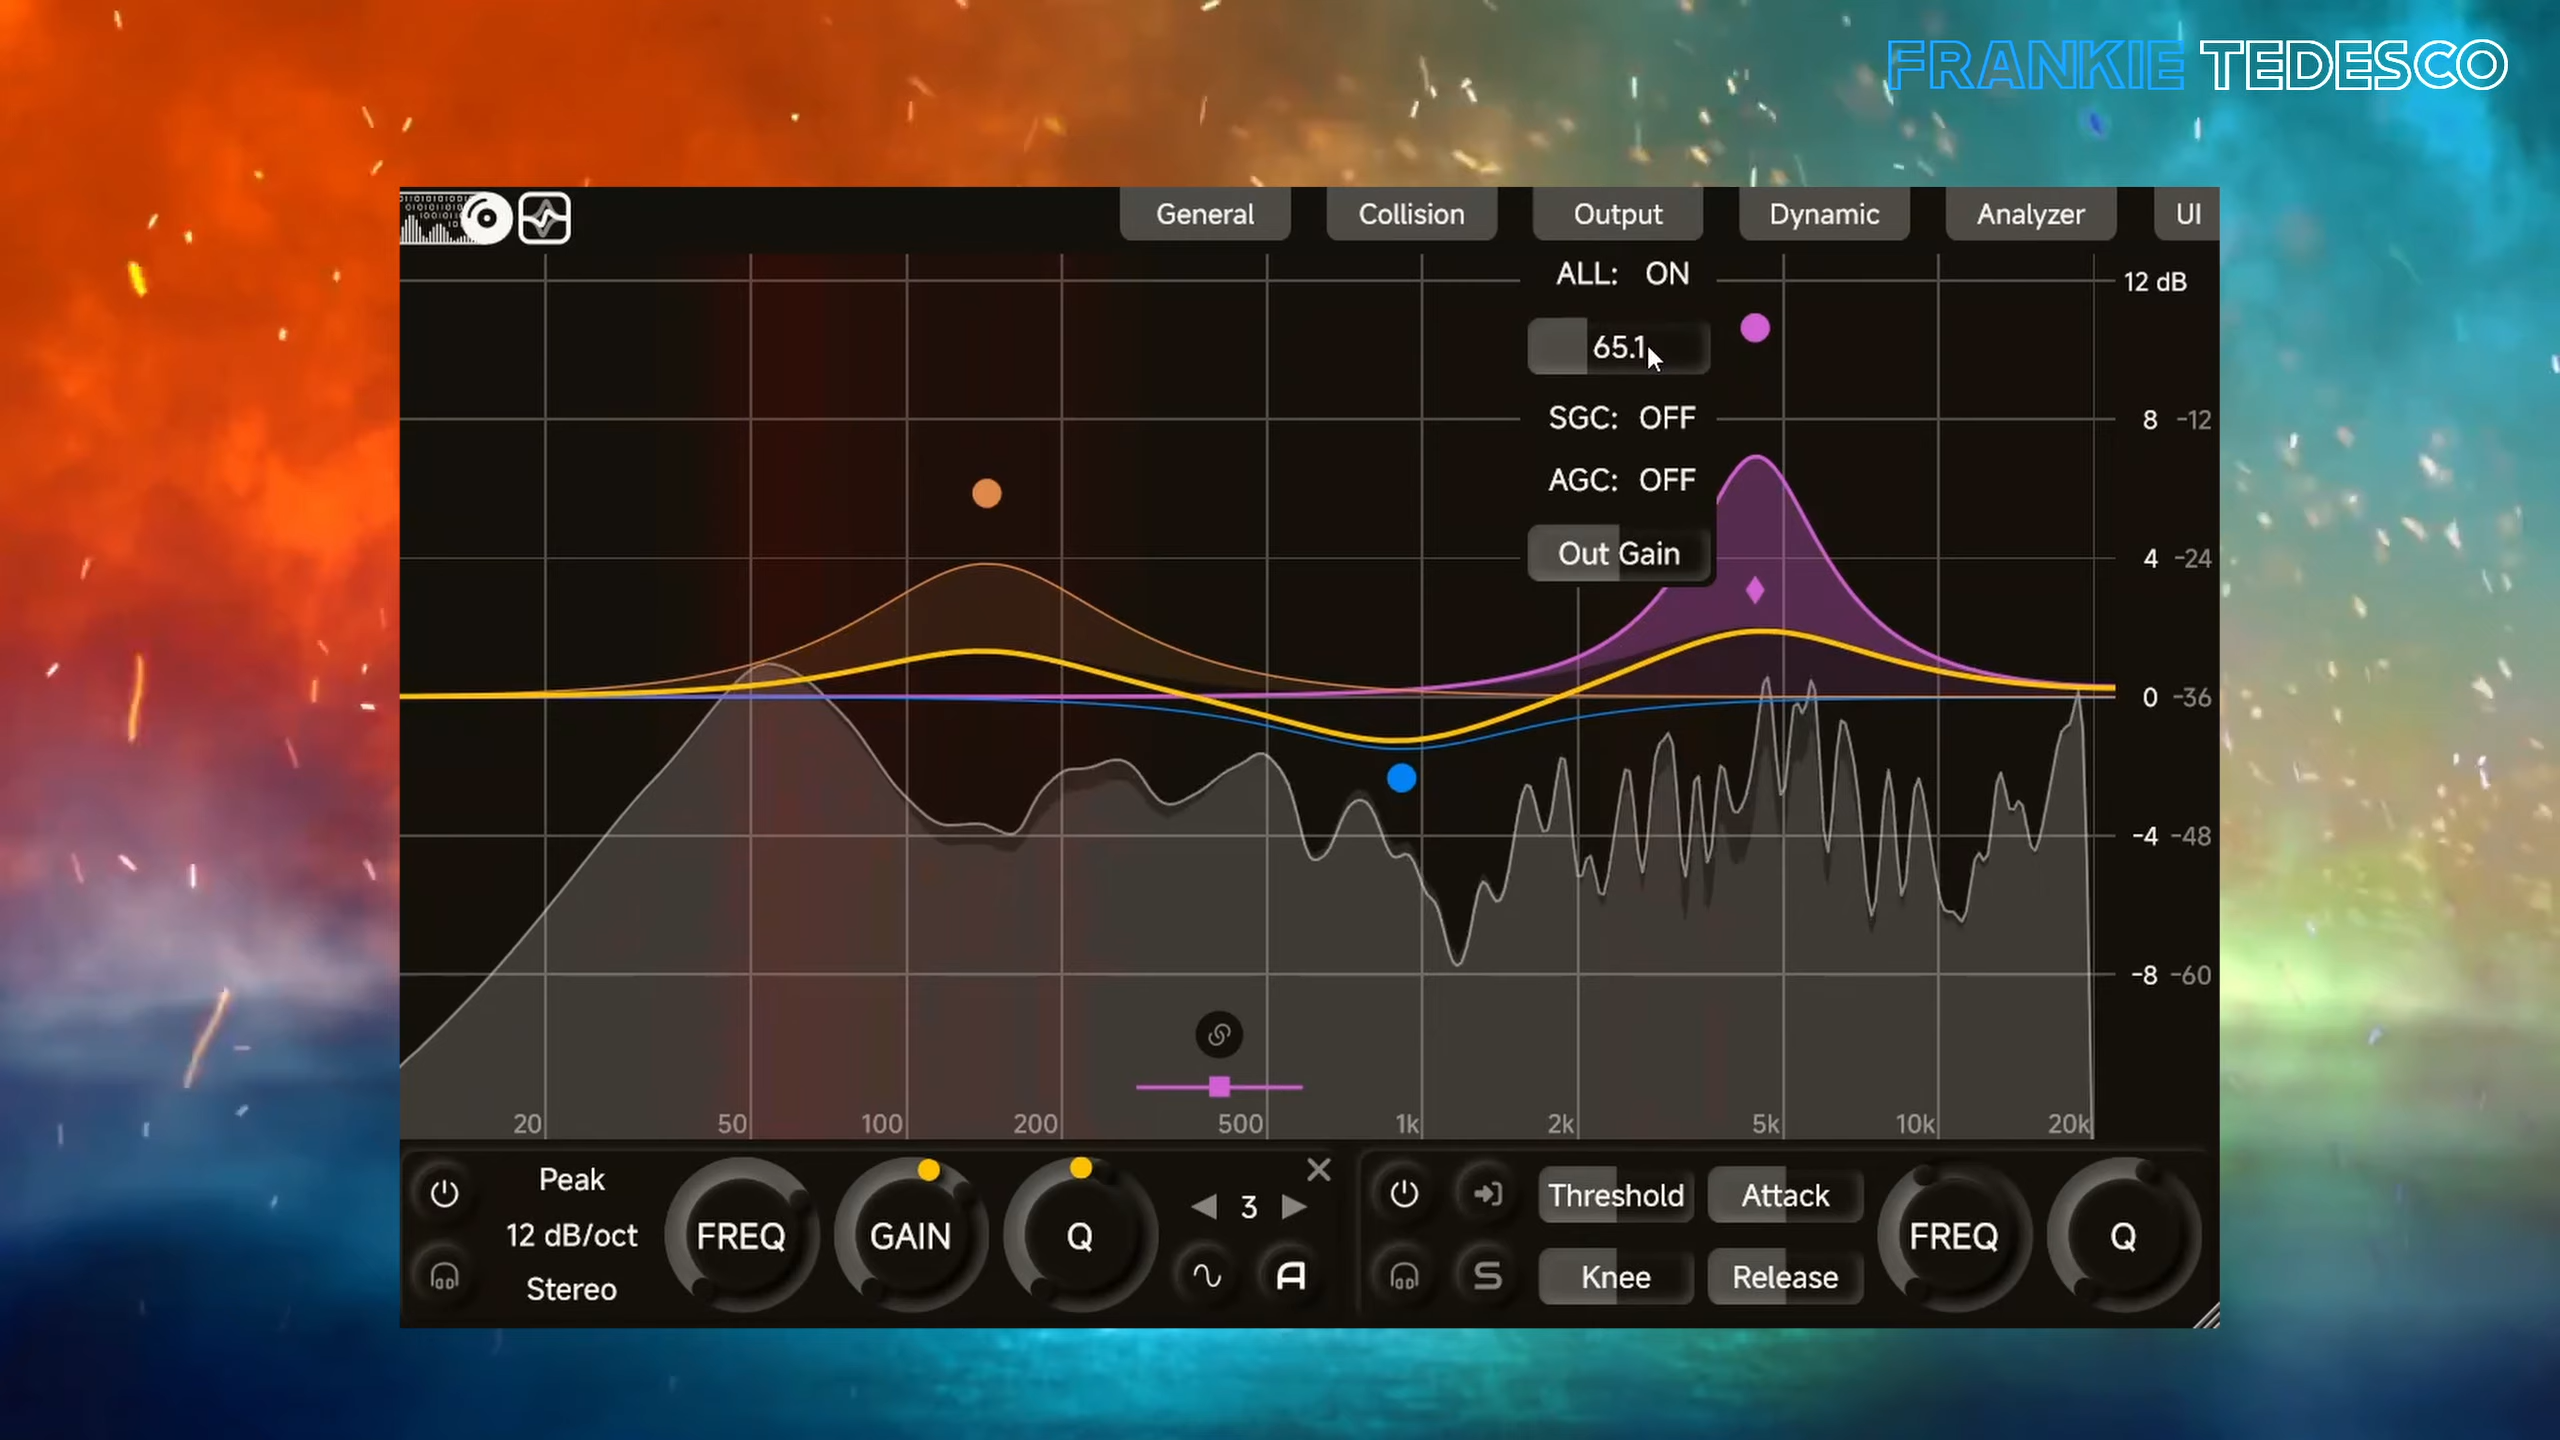 FRANKIE TEDESCO
General Collision Output Dynamic Analyzer UI
ALL: ON
65.1
SGC: OFF
AGC: OFF
Out Gain
12 dB
8 -12
4 -24
0 -36
-4 -48
-8 -60
20 50 100 200 500 1k 2k 5k 10k 20k
Peak
12 dB/oct
Stereo
FREQ GAIN Q
3
A
S
Threshold Attack
Knee Release
FREQ Q